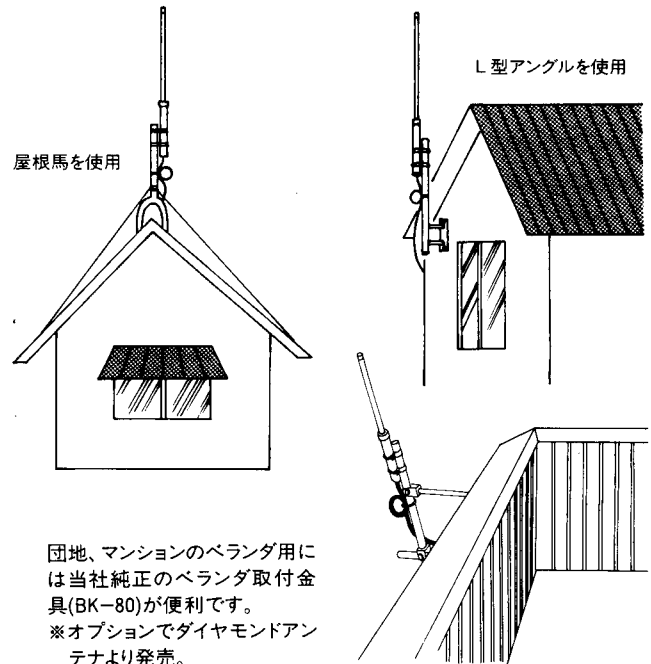 L型アングルを使用
屋根馬を使用
団地、マンションのベランダ用に
は当社純正のベランダ取付金
具(BK-80)が便利です。
※オプションでダイヤモンドアン
テナより発売。